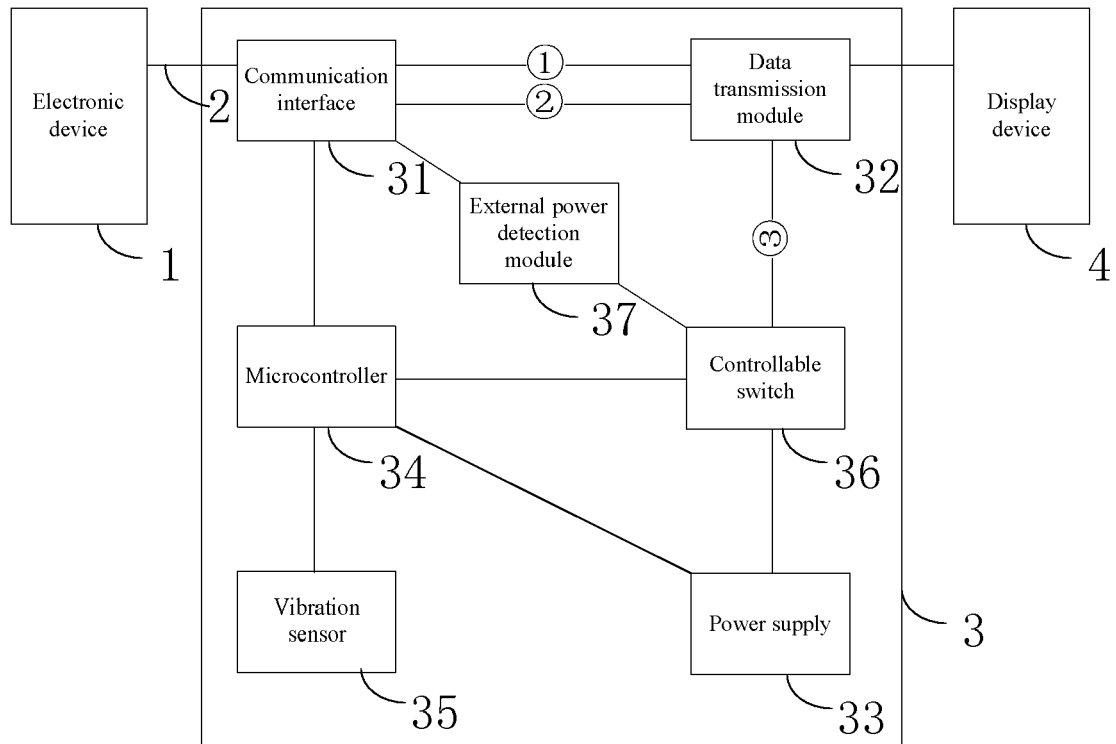 Electronic
device
1
2
Communication
interface
31
①
②
Data
transmission
module
32
Display
device
4
External power
detection
module
37
③
Microcontroller
34
Controllable
switch
36
Vibration
sensor
35
Power supply
33
3